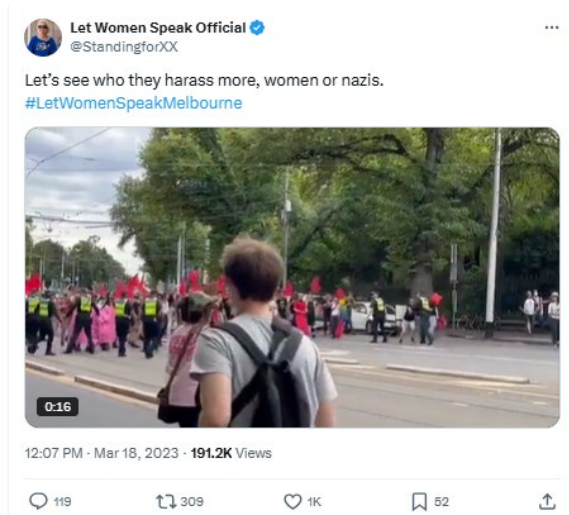 Let Women Speak Official
@StandingforXX
Let's see who they harass more, women or nazis.
#LetWomenSpeakMelbourne
0:16
12:07 PM · Mar 18, 2023 · 191.2K Views
119 309 1K 52